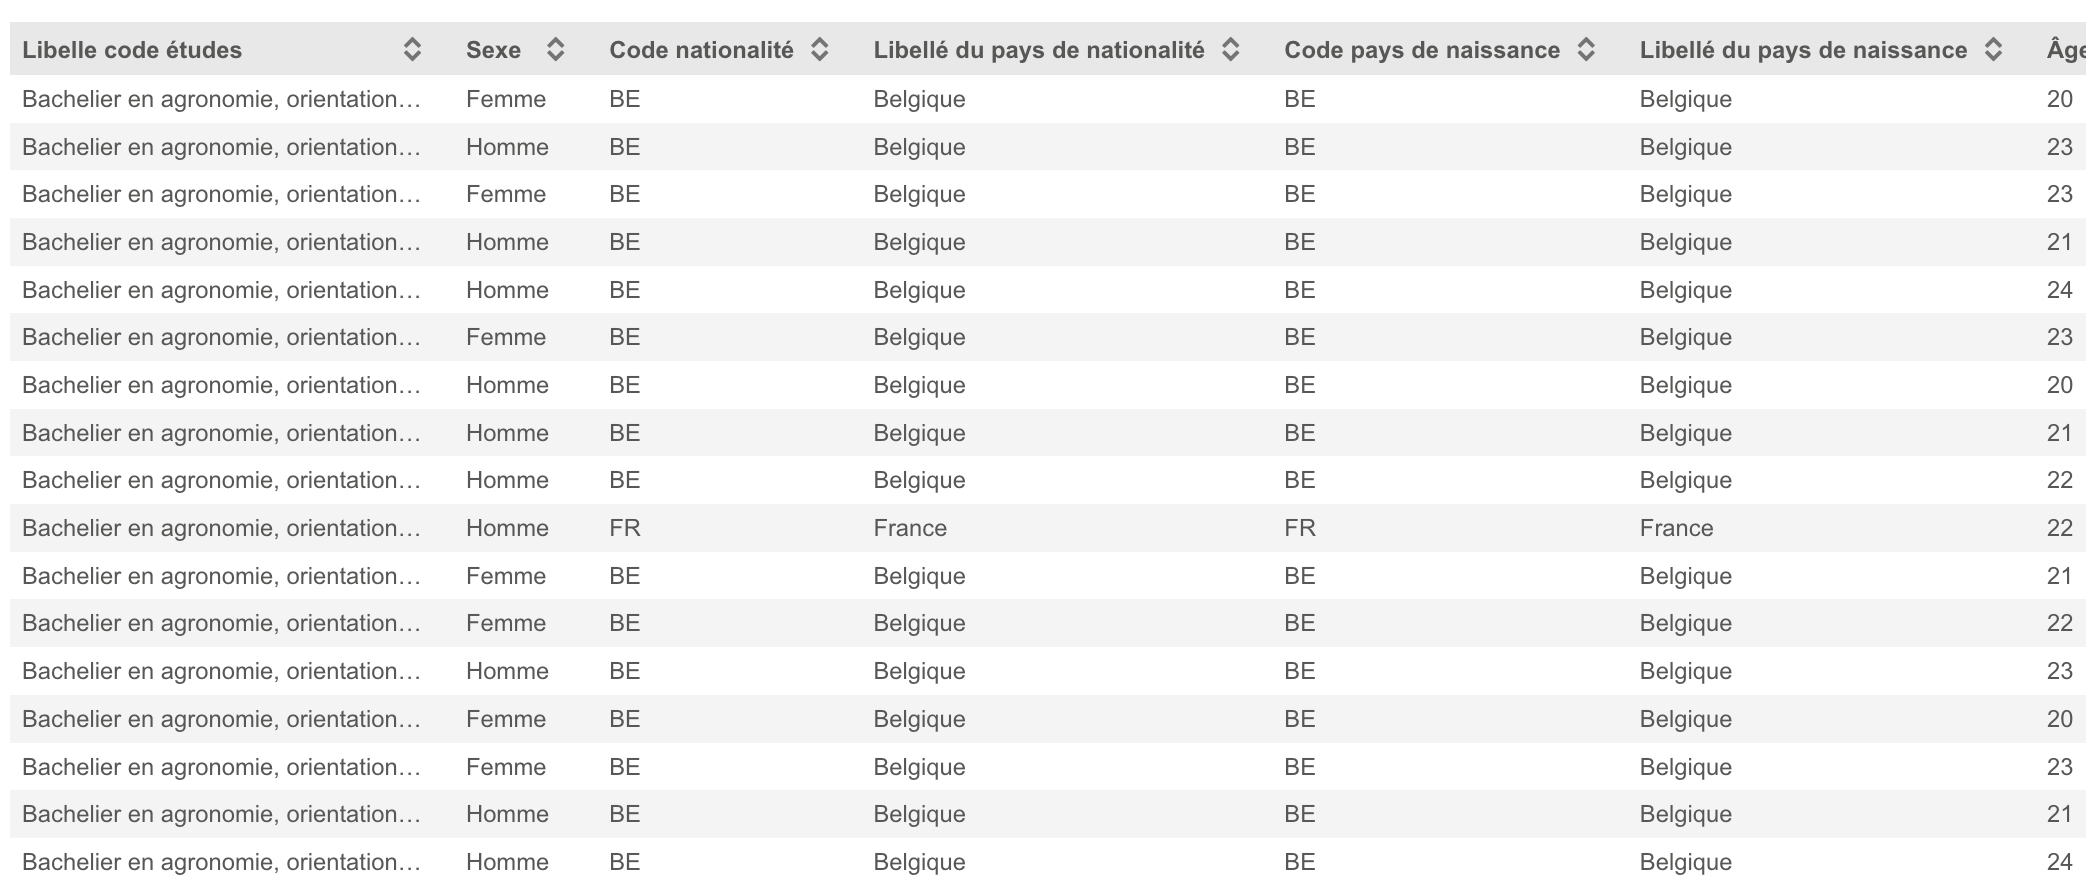 Libelle code études Sexe Code nationalité Libellé du pays de nationalité Code pays de naissance Libellé du pays de naissance Âge
Bachelier en agronomie, orientation… Femme BE Belgique BE Belgique 20
Bachelier en agronomie, orientation… Homme BE Belgique BE Belgique 23
Bachelier en agronomie, orientation… Femme BE Belgique BE Belgique 23
Bachelier en agronomie, orientation… Homme BE Belgique BE Belgique 21
Bachelier en agronomie, orientation… Homme BE Belgique BE Belgique 24
Bachelier en agronomie, orientation… Femme BE Belgique BE Belgique 23
Bachelier en agronomie, orientation… Homme BE Belgique BE Belgique 20
Bachelier en agronomie, orientation… Homme BE Belgique BE Belgique 21
Bachelier en agronomie, orientation… Homme BE Belgique BE Belgique 22
Bachelier en agronomie, orientation… Homme FR France FR France 22
Bachelier en agronomie, orientation… Femme BE Belgique BE Belgique 21
Bachelier en agronomie, orientation… Femme BE Belgique BE Belgique 22
Bachelier en agronomie, orientation… Homme BE Belgique BE Belgique 23
Bachelier en agronomie, orientation… Femme BE Belgique BE Belgique 20
Bachelier en agronomie, orientation… Femme BE Belgique BE Belgique 23
Bachelier en agronomie, orientation… Homme BE Belgique BE Belgique 21
Bachelier en agronomie, orientation… Homme BE Belgique BE Belgique 24